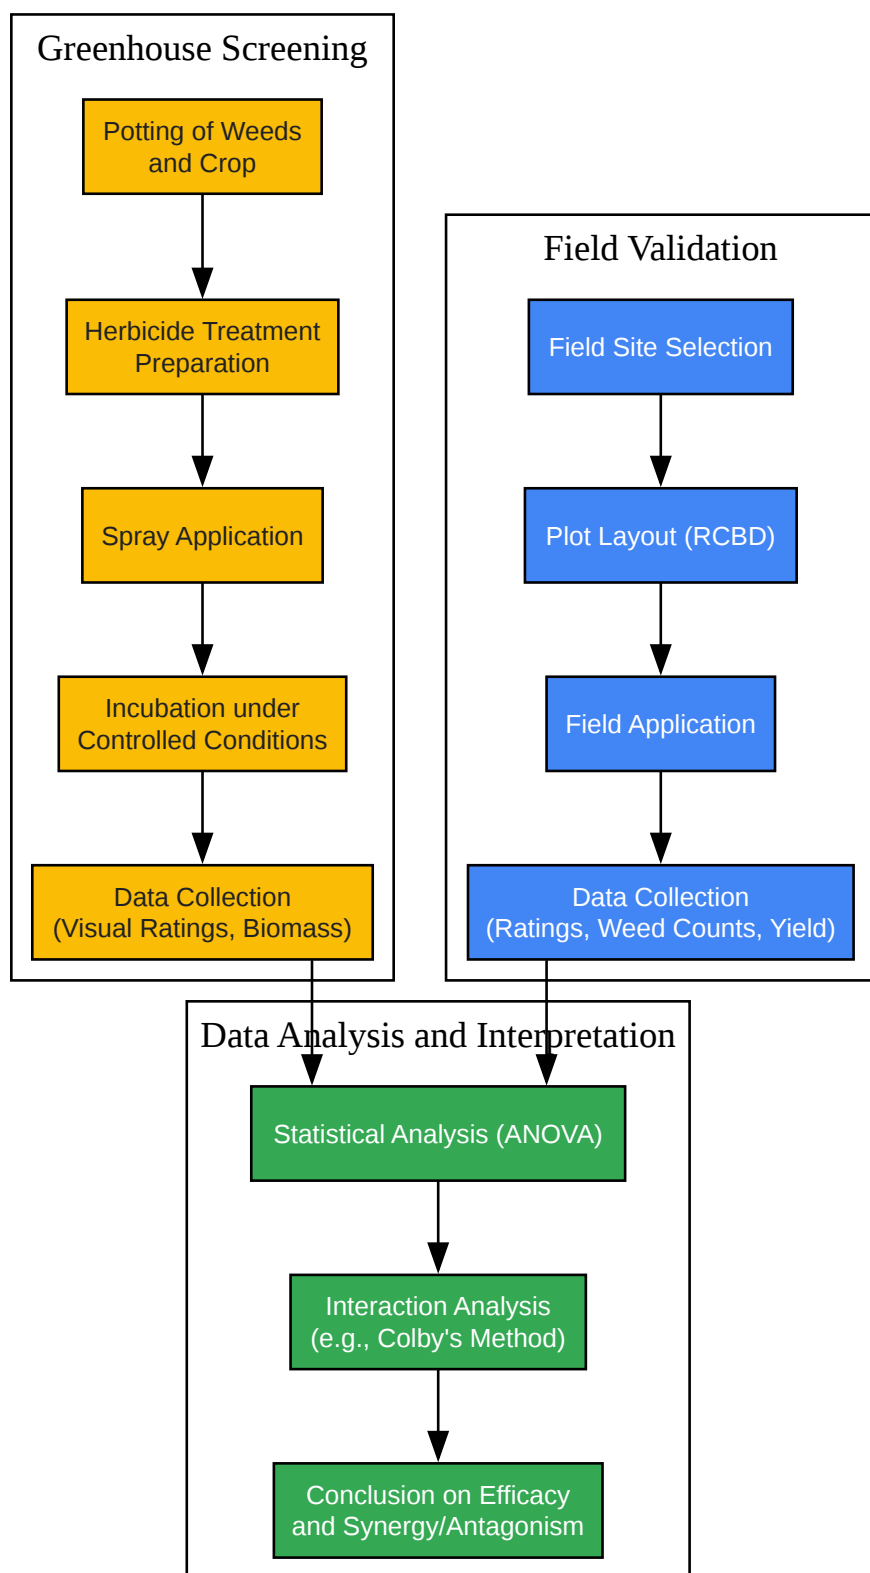 Greenhouse Screening
Potting of Weeds
and Crop
Herbicide Treatment
Preparation
Spray Application
Incubation under
Controlled Conditions
Data Collection
(Visual Ratings, Biomass)
Field Validation
Field Site Selection
Plot Layout (RCBD)
Field Application
Data Collection
(Ratings, Weed Counts, Yield)
Data Analysis and Interpretation
Statistical Analysis (ANOVA)
Interaction Analysis
(e.g., Colby's Method)
Conclusion on Efficacy
and Synergy/Antagonism